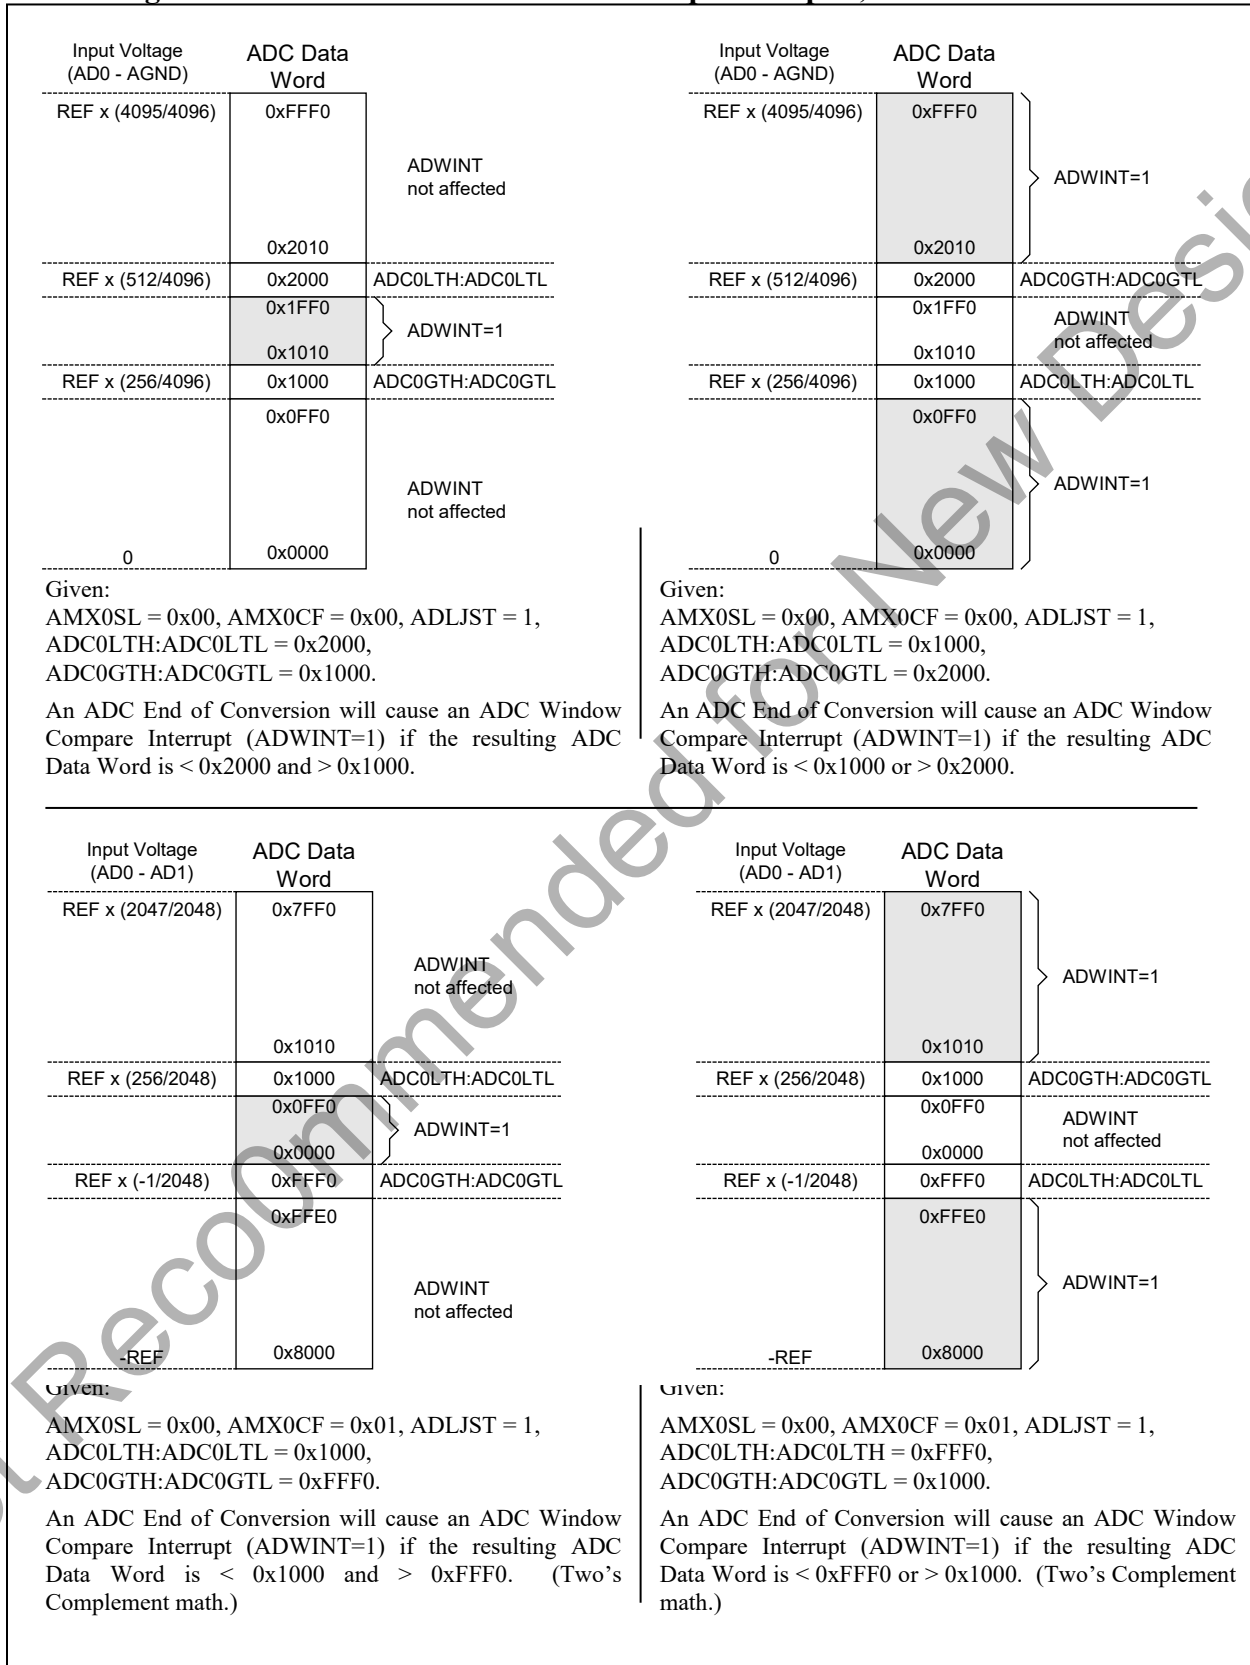 Input Voltage
(AD0 - AGND)
ADC Data
Word
REF x (4095/4096)
0xFFF0
ADWINT
not affected
0x2010
REF x (512/4096)
0x2000
ADC0LTH:ADC0LTL
0x1FF0
ADWINT=1
0x1010
REF x (256/4096)
0x1000
ADC0GTH:ADC0GTL
0x0FF0
ADWINT
not affected
0
0x0000
Given:
AMX0SL = 0x00, AMX0CF = 0x00, ADLJST = 1,
ADC0LTH:ADC0LTL = 0x2000,
ADC0GTH:ADC0GTL = 0x1000.
An ADC End of Conversion will cause an ADC Window
Compare Interrupt (ADWINT=1) if the resulting ADC
Data Word is < 0x2000 and > 0x1000.
Input Voltage
(AD0 - AGND)
ADC Data
Word
REF x (4095/4096)
0xFFF0
ADWINT=1
0x2010
REF x (512/4096)
0x2000
ADC0GTH:ADC0GTL
0x1FF0
ADWINT
not affected
0x1010
REF x (256/4096)
0x1000
ADC0LTH:ADC0LTL
0x0FF0
ADWINT=1
0
0x0000
Given:
AMX0SL = 0x00, AMX0CF = 0x00, ADLJST = 1,
ADC0LTH:ADC0LTL = 0x1000,
ADC0GTH:ADC0GTL = 0x2000.
An ADC End of Conversion will cause an ADC Window
Compare Interrupt (ADWINT=1) if the resulting ADC
Data Word is < 0x1000 or > 0x2000.
Input Voltage
(AD0 - AD1)
ADC Data
Word
REF x (2047/2048)
0x7FF0
ADWINT
not affected
0x1010
REF x (256/2048)
0x1000
ADC0LTH:ADC0LTL
0x0FF0
ADWINT=1
0x0000
REF x (-1/2048)
0xFFF0
ADC0GTH:ADC0GTL
0xFFE0
ADWINT
not affected
-REF
0x8000
Given:
AMX0SL = 0x00, AMX0CF = 0x01, ADLJST = 1,
ADC0LTH:ADC0LTL = 0x1000,
ADC0GTH:ADC0GTL = 0xFFF0.
An ADC End of Conversion will cause an ADC Window
Compare Interrupt (ADWINT=1) if the resulting ADC
Data Word is < 0x1000 and > 0xFFF0. (Two's
Complement math.)
Input Voltage
(AD0 - AD1)
ADC Data
Word
REF x (2047/2048)
0x7FF0
ADWINT=1
0x1010
REF x (256/2048)
0x1000
ADC0GTH:ADC0GTL
0x0FF0
ADWINT
not affected
0x0000
REF x (-1/2048)
0xFFF0
ADC0LTH:ADC0LTL
0xFFE0
ADWINT=1
-REF
0x8000
Given:
AMX0SL = 0x00, AMX0CF = 0x01, ADLJST = 1,
ADC0LTH:ADC0LTH = 0xFFF0,
ADC0GTH:ADC0GTL = 0x1000.
An ADC End of Conversion will cause an ADC Window
Compare Interrupt (ADWINT=1) if the resulting ADC
Data Word is < 0xFFF0 or > 0x1000. (Two's Complement
math.)
Recommended for New